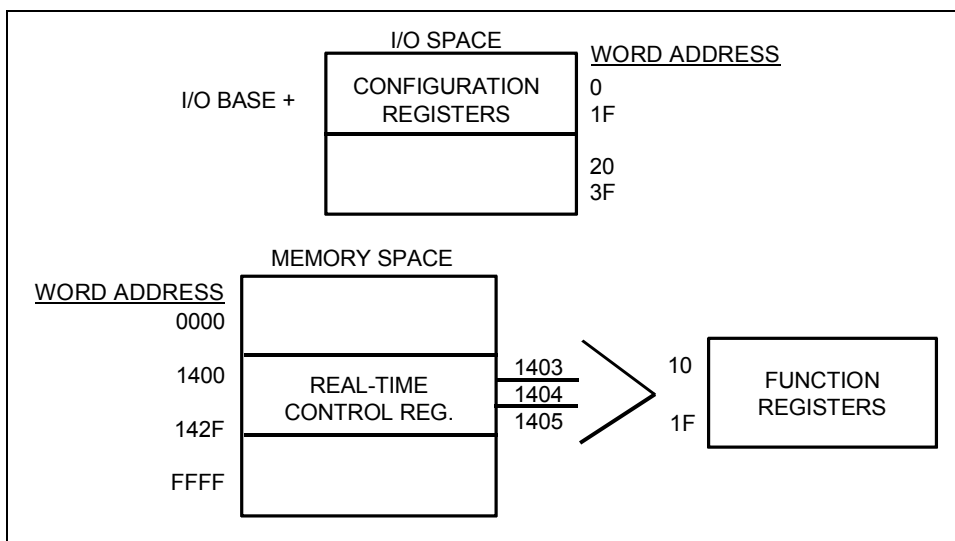 I/O SPACE
WORD ADDRESS
I/O BASE +
CONFIGURATION
REGISTERS
0
1F
20
3F
MEMORY SPACE
WORD ADDRESS
0000
1400
142F
FFFF
REAL-TIME
CONTROL REG.
1403
1404
1405
10
1F
FUNCTION
REGISTERS